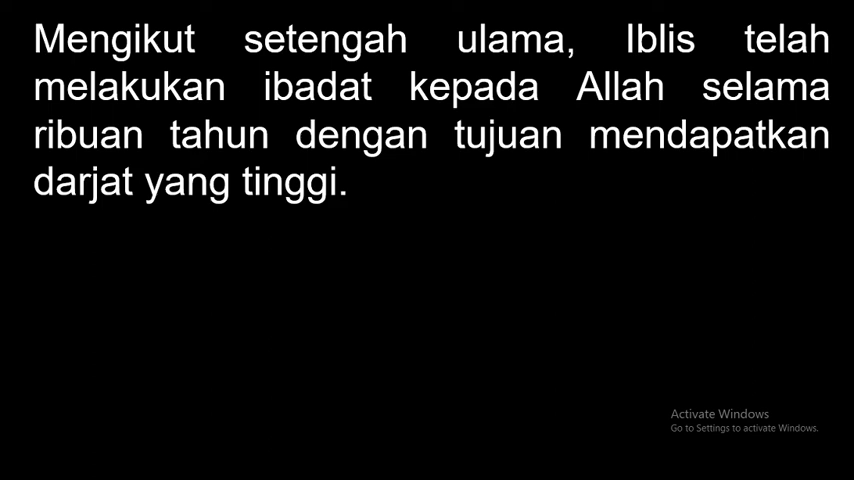 Mengikut setengah ulama, Iblis telah
melakukan ibadat kepada Allah selama
ribuan tahun dengan tujuan mendapatkan
darjat yang tinggi.
Activate Windows
Go to Settings to activate Windows.